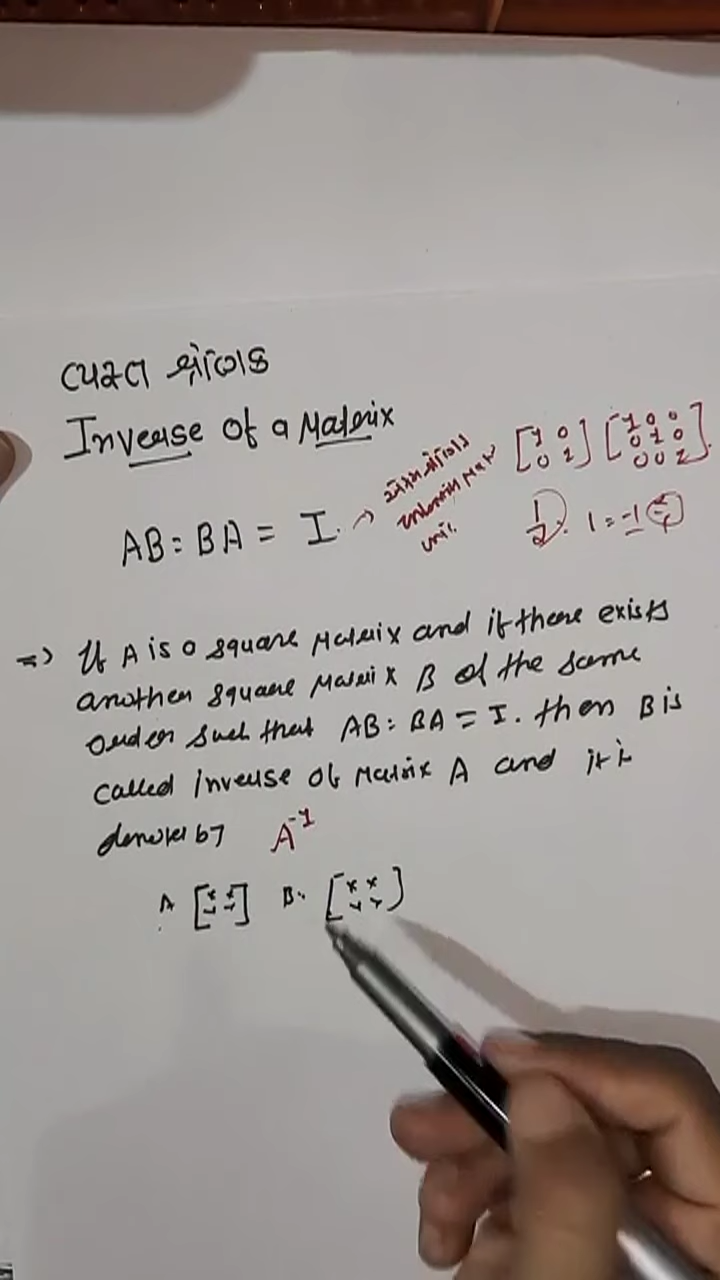 વ્યસ્ત શ્રેણિક
Inverse of a Matrix
AB = BA = I →
[1 0
0 1] [1 0 0
0 1 0
0 0 1]
=> If A is a square Matrix and if there exists
another square Matrix B of the same
order such that AB = BA = I. then B is
called inverse of Matrix A and it is
denoted by A⁻¹
A [x x
x x] B. [x x
x x]